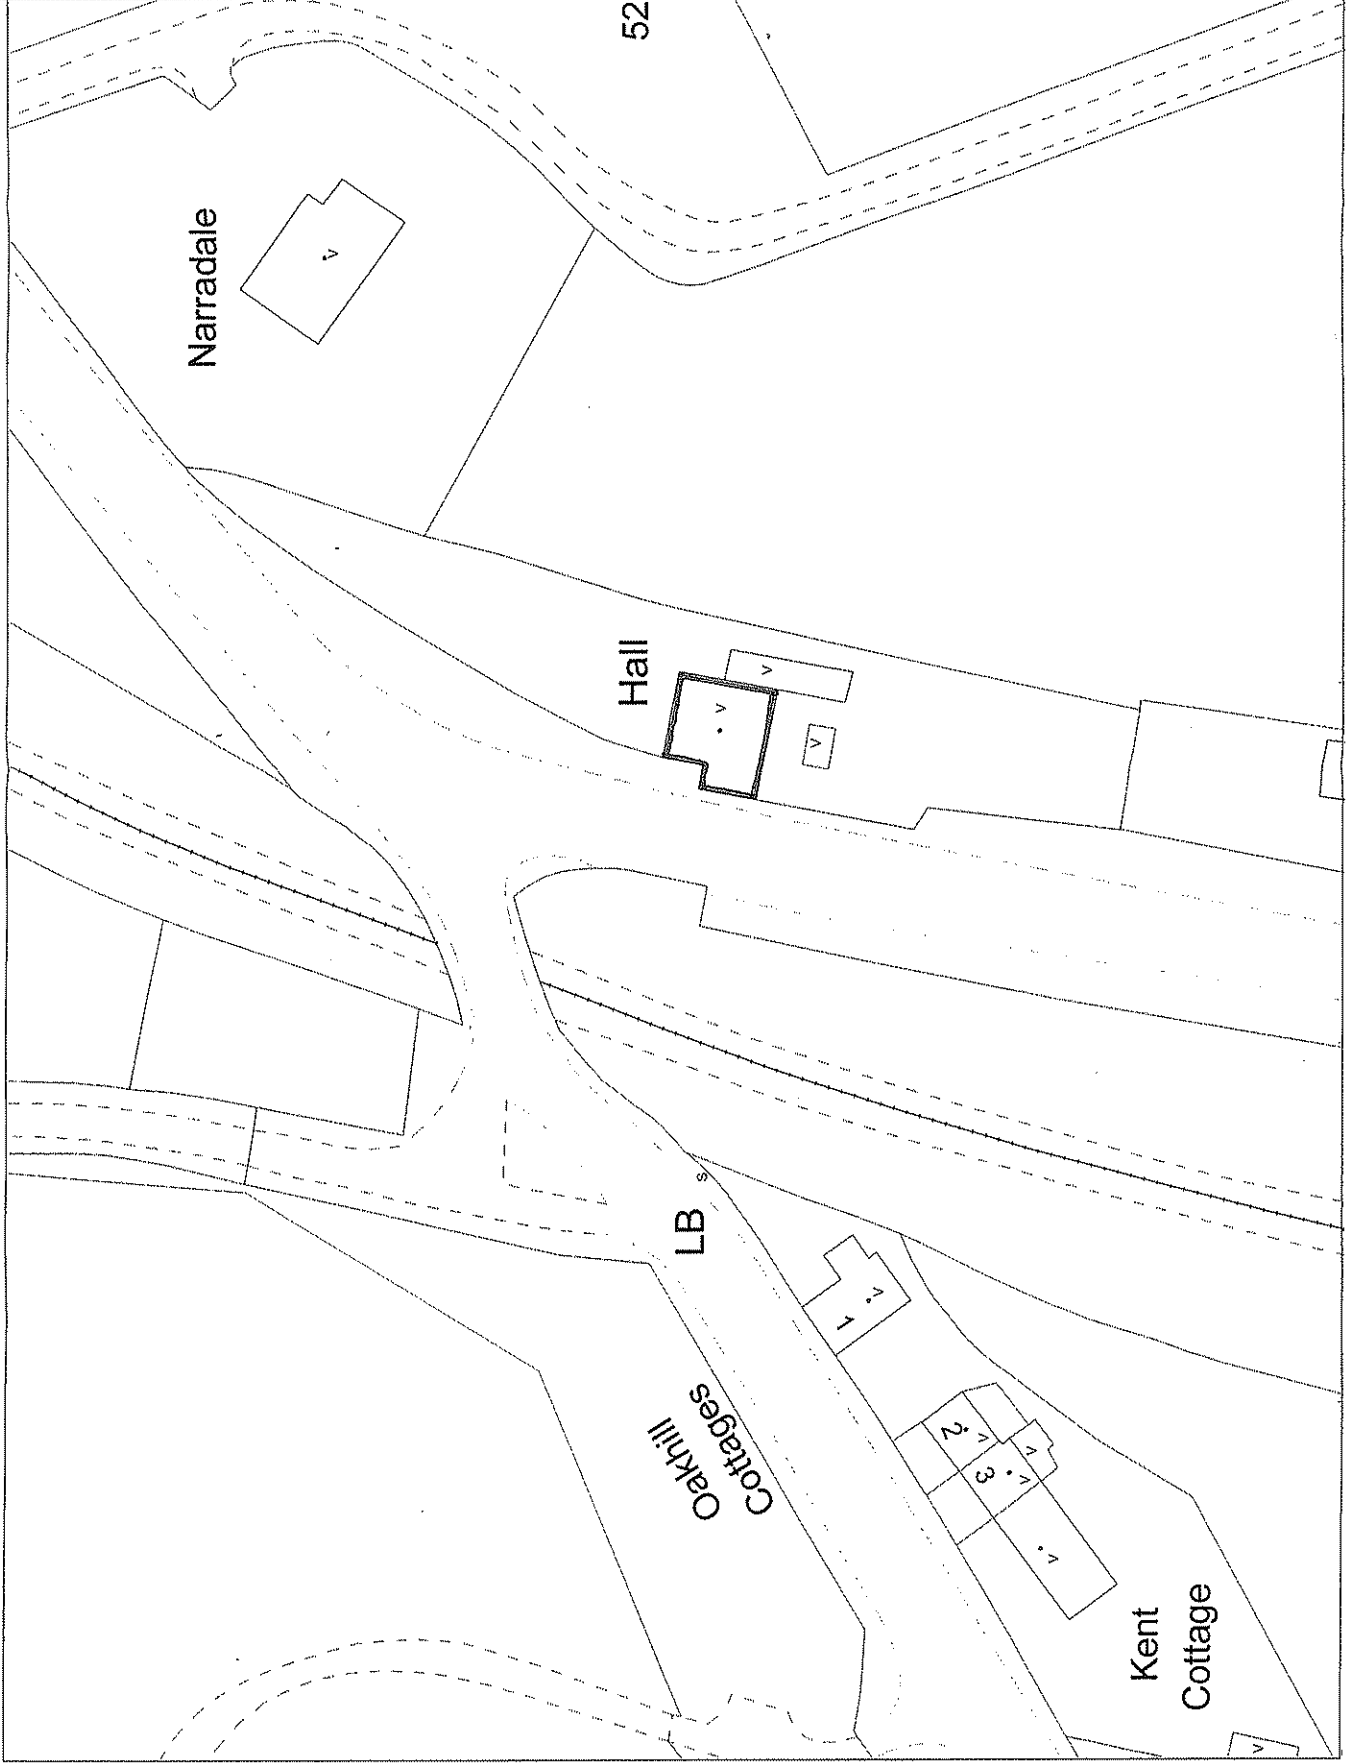 52
Narradale
Hall
LB
s
Oakhill
Cottages
1
2
3
Kent
Cottage